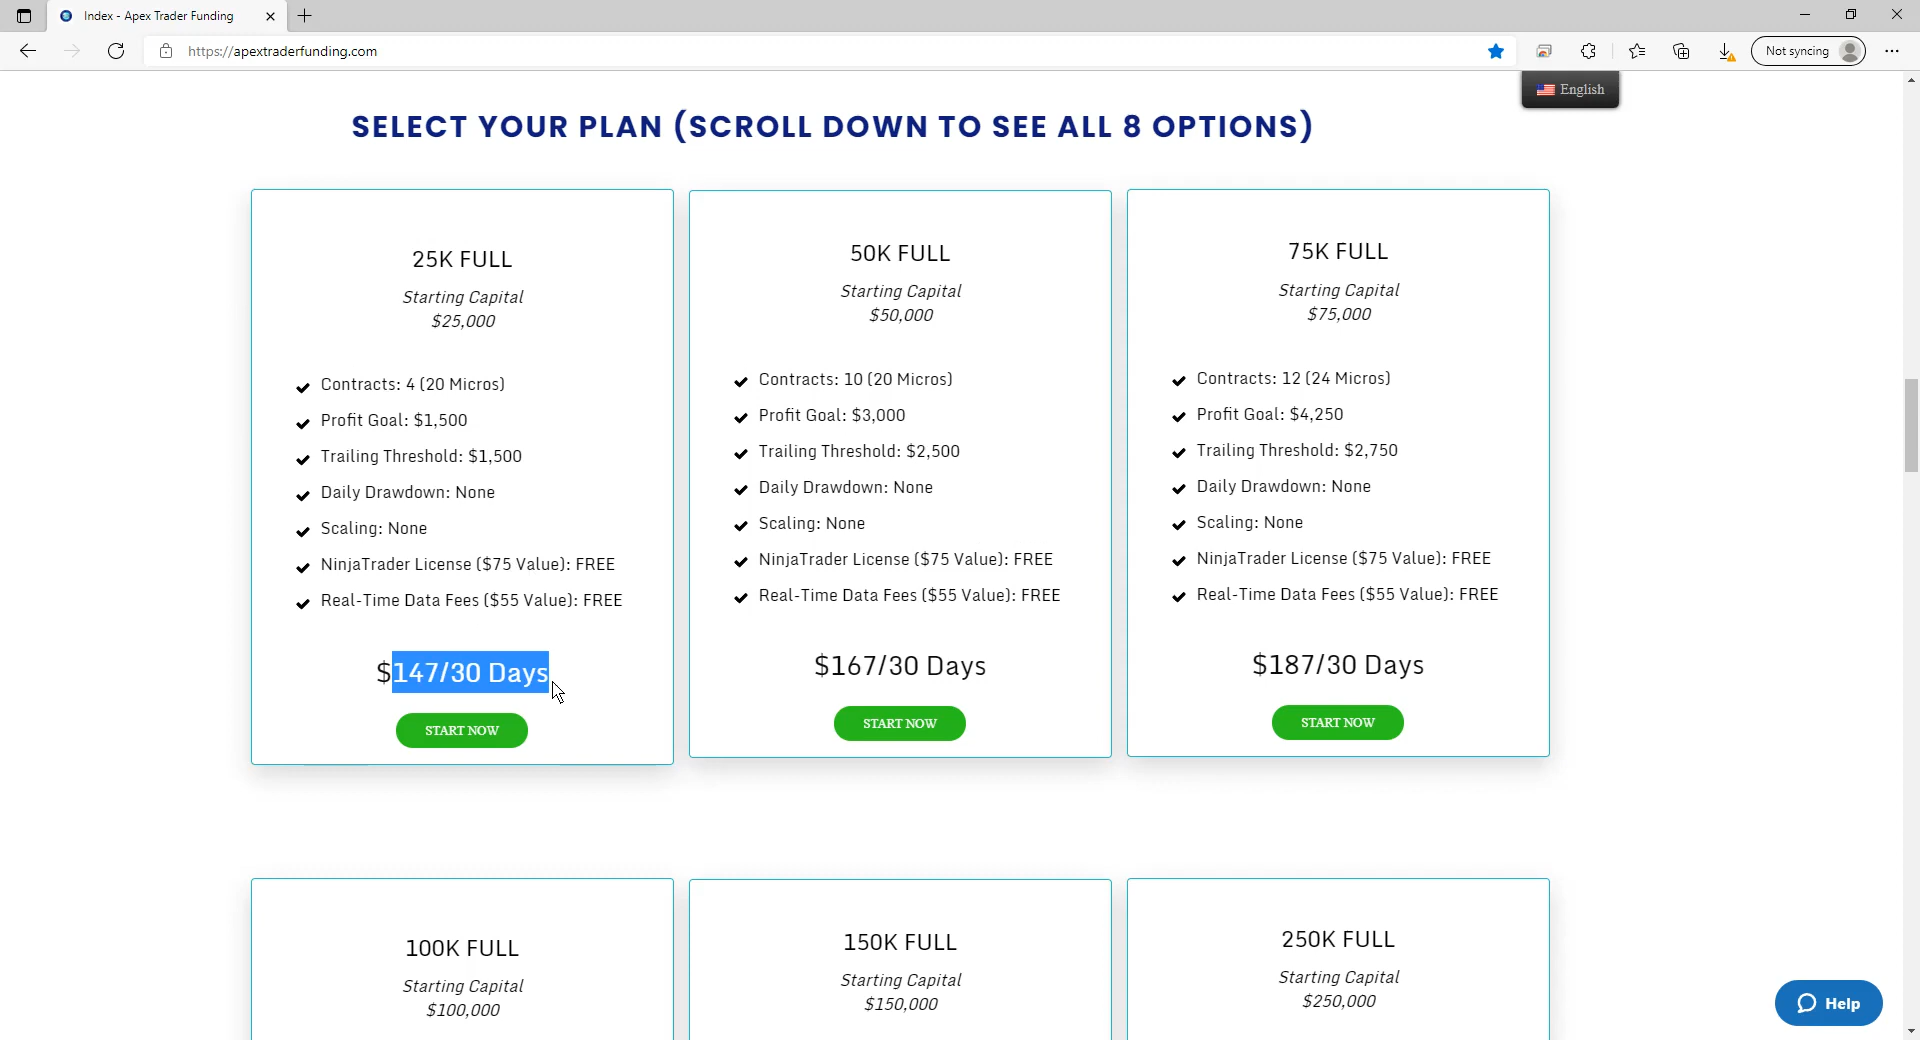 Index - Apex Trader Funding
https://apextraderfunding.com
Not syncing
English
SELECT YOUR PLAN (SCROLL DOWN TO SEE ALL 8 OPTIONS)
25K FULL
Starting Capital
$25,000
Contracts: 4 (20 Micros)
Profit Goal: $1,500
Trailing Threshold: $1,500
Daily Drawdown: None
Scaling: None
NinjaTrader License ($75 Value): FREE
Real-Time Data Fees ($55 Value): FREE
$147/30 Days
START NOW
50K FULL
Starting Capital
$50,000
Contracts: 10 (20 Micros)
Profit Goal: $3,000
Trailing Threshold: $2,500
Daily Drawdown: None
Scaling: None
NinjaTrader License ($75 Value): FREE
Real-Time Data Fees ($55 Value): FREE
$167/30 Days
START NOW
75K FULL
Starting Capital
$75,000
Contracts: 12 (24 Micros)
Profit Goal: $4,250
Trailing Threshold: $2,750
Daily Drawdown: None
Scaling: None
NinjaTrader License ($75 Value): FREE
Real-Time Data Fees ($55 Value): FREE
$187/30 Days
START NOW
100K FULL
Starting Capital
$100,000
150K FULL
Starting Capital
$150,000
250K FULL
Starting Capital
$250,000
Help